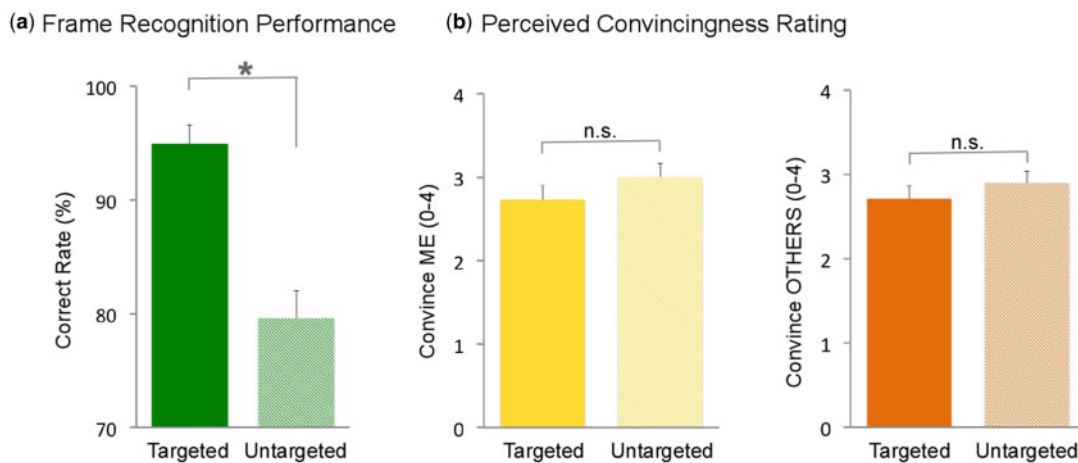 (a) Frame Recognition Performance
(b) Perceived Convincingness Rating
Correct Rate (%)
100
90
80
70
*
Targeted
Untargeted
Convince ME (0-4)
4
3
2
1
0
n.s.
Targeted
Untargeted
Convince OTHERS (0-4)
4
3
2
1
0
n.s.
Targeted
Untargeted